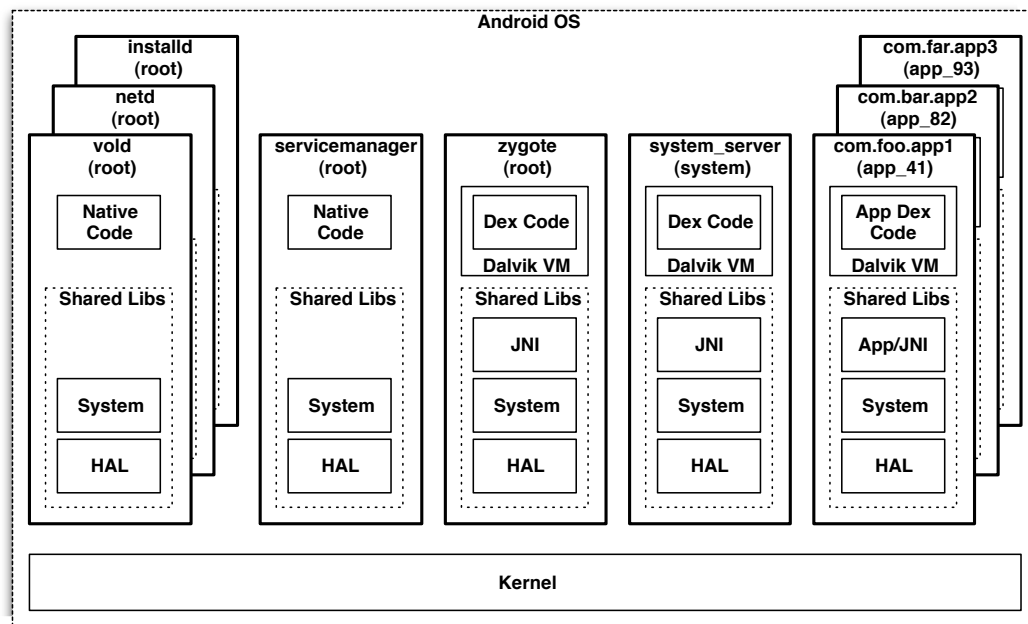 Android OS
installd
(root)
netd
(root)
vold
(root)
Native
Code
Shared Libs
System
HAL
servicemanager
(root)
Native
Code
Shared Libs
System
HAL
zygote
(root)
Dex Code
Dalvik VM
Shared Libs
JNI
System
HAL
system_server
(system)
Dex Code
Dalvik VM
Shared Libs
JNI
System
HAL
com.far.app3
(app_93)
com.bar.app2
(app_82)
com.foo.app1
(app_41)
App Dex
Code
Dalvik VM
Shared Libs
App/JNI
System
HAL
Kernel